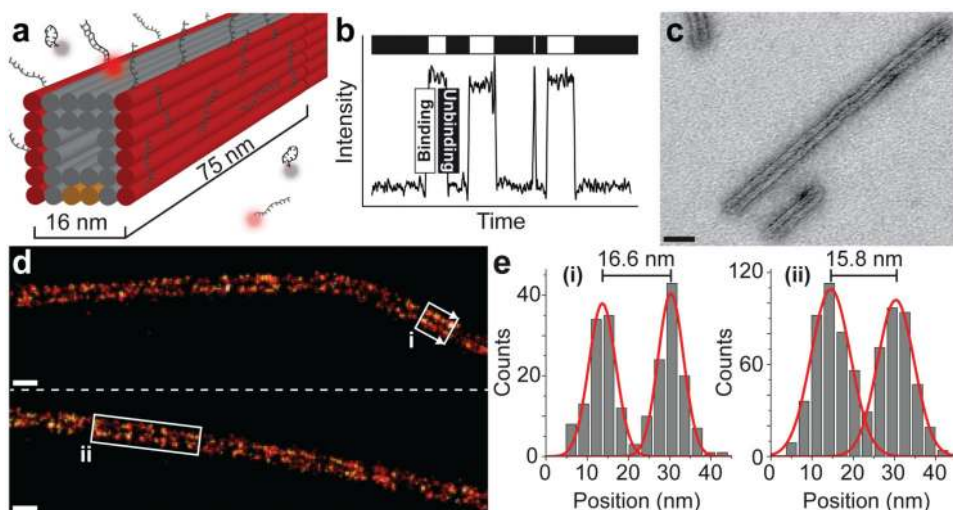 a
16 nm
75 nm
b
Intensity
Binding
Unbinding
Time
c
d
i
ii
e
(i)
16.6 nm
Counts
40
20
0
0 10 20 30 40
Position (nm)
(ii)
15.8 nm
Counts
120
60
0
0 10 20 30 40
Position (nm)